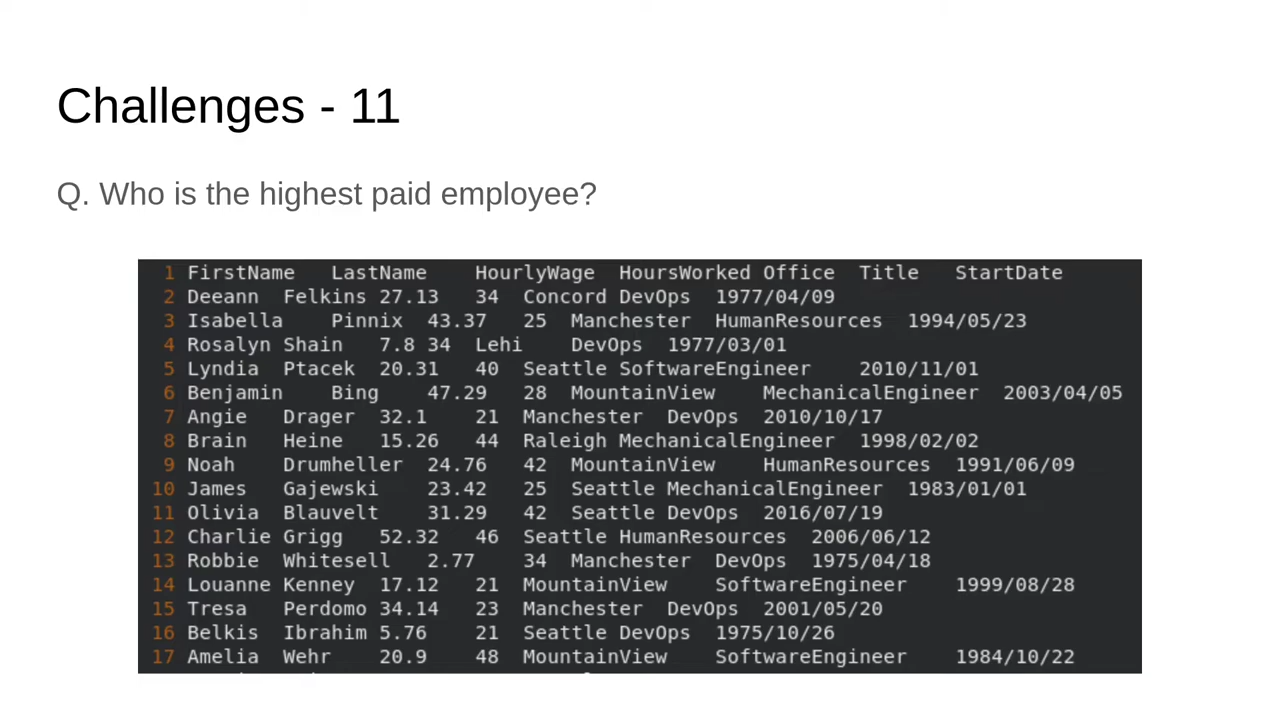 Challenges - 11
Q. Who is the highest paid employee?
1 FirstName LastName HourlyWage HoursWorked Office Title StartDate
2 Deeann Felkins 27.13 34 Concord DevOps 1977/04/09
3 Isabella Pinnix 43.37 25 Manchester HumanResources 1994/05/23
4 Rosalyn Shain 7.8 34 Lehi DevOps 1977/03/01
5 Lyndia Ptacek 20.31 40 Seattle SoftwareEngineer 2010/11/01
6 Benjamin Bing 47.29 28 MountainView MechanicalEngineer 2003/04/05
7 Angie Drager 32.1 21 Manchester DevOps 2010/10/17
8 Brain Heine 15.26 44 Raleigh MechanicalEngineer 1998/02/02
9 Noah Drumheller 24.76 42 MountainView HumanResources 1991/06/09
10 James Gajewski 23.42 25 Seattle MechanicalEngineer 1983/01/01
11 Olivia Blauvelt 31.29 42 Seattle DevOps 2016/07/19
12 Charlie Grigg 52.32 46 Seattle HumanResources 2006/06/12
13 Robbie Whitesell 2.77 34 Manchester DevOps 1975/04/18
14 Louanne Kenney 17.12 21 MountainView SoftwareEngineer 1999/08/28
15 Tresa Perdomo 34.14 23 Manchester DevOps 2001/05/20
16 Belkis Ibrahim 5.76 21 Seattle DevOps 1975/10/26
17 Amelia Wehr 20.9 48 MountainView SoftwareEngineer 1984/10/22